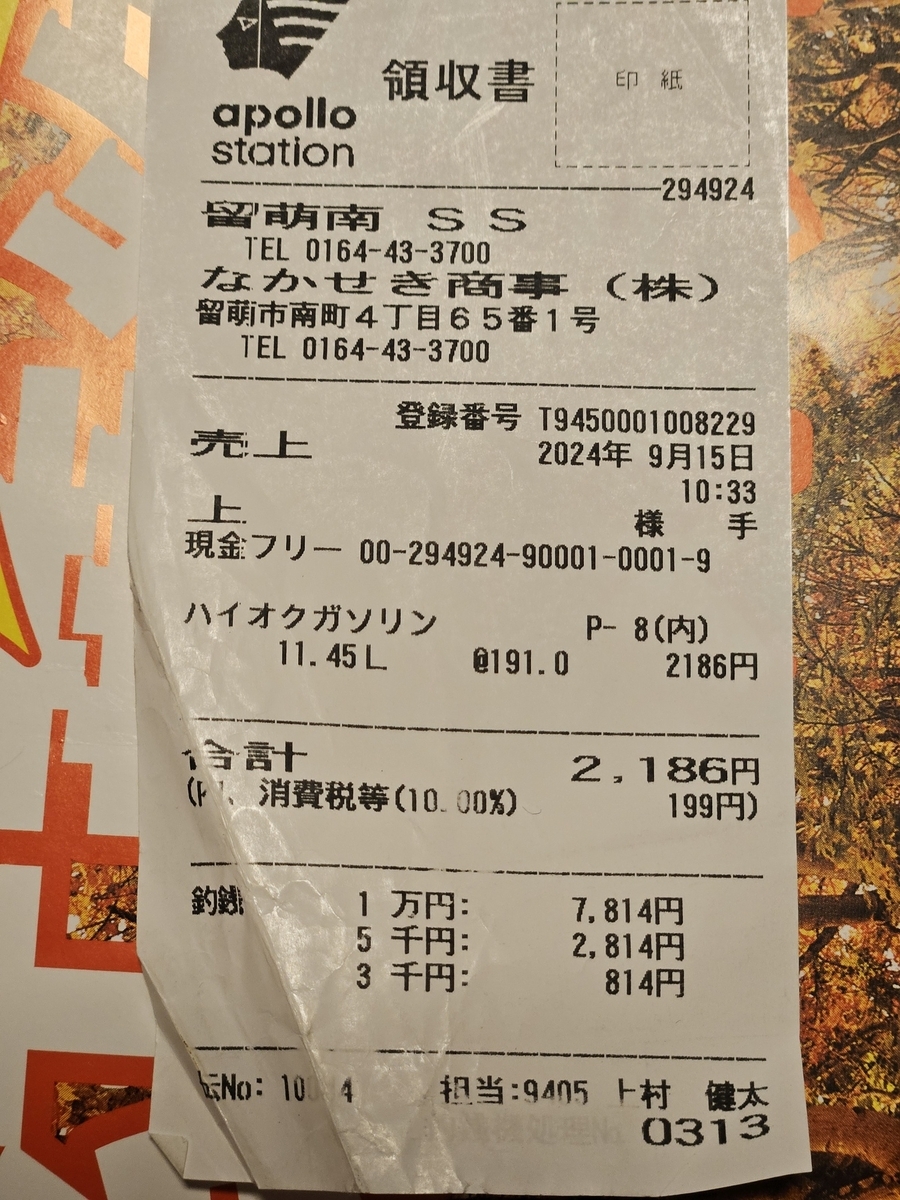 領収書
印 紙
apollo
station
294924
留萌南 SS
TEL 0164-43-3700
なかせき商事(株)
留萌市南町4丁目65番1号
TEL 0164-43-3700
登録番号 T9450001008229
売上 2024年 9月15日
10:33
上 様 手
現金フリー 00-294924-90001-0001-9
ハイオクガソリン P- 8(内)
11.45L @191.0 2186円
合計 2,186円
消費税等(10.00%) 199円)
釣銭 1 万円: 7,814円
5 千円: 2,814円
3 千円: 814円
No: 担当:9405 上村 健太
0313